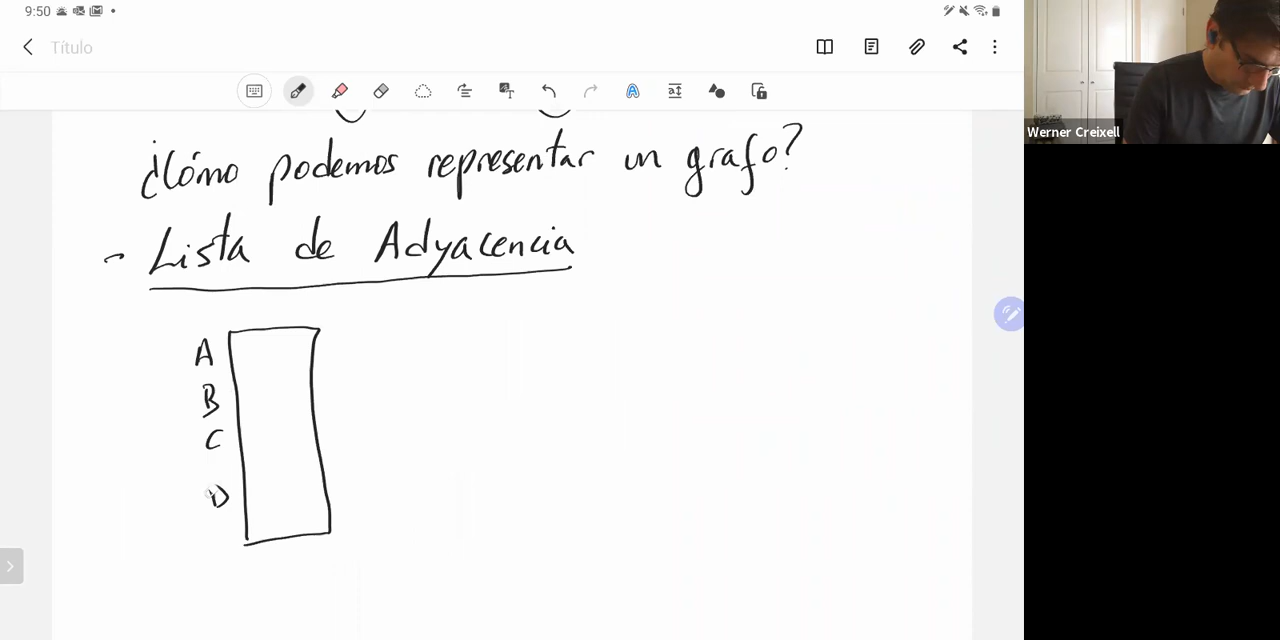 9:50
Título
¿Cómo podemos representar un grafo?
- Lista de Adyacencia
A
B
C
D
Werner Creixell